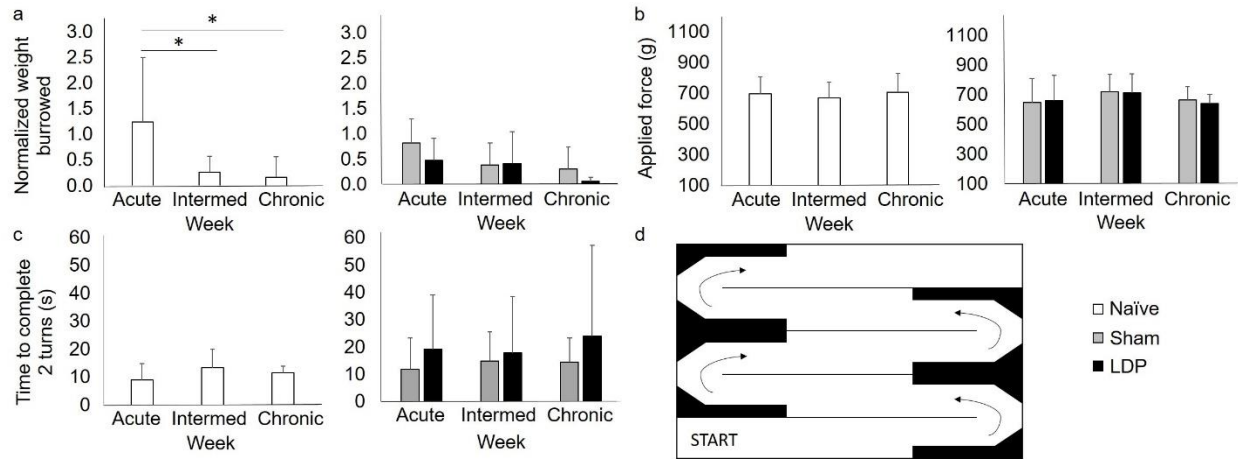 a
Normalized weight
burrowed
3.0
2.5
2.0
1.5
1.0
0.5
0.0
*
*
Acute Intermed Chronic
Week
3.0
2.5
2.0
1.5
1.0
0.5
0.0
Acute Intermed Chronic
Week
b
Applied force (g)
1100
900
700
500
300
100
Acute Intermed Chronic
Week
1100
900
700
500
300
100
Acute Intermed Chronic
Week
c
Time to complete
2 turns (s)
60
50
40
30
20
10
0
Acute Intermed Chronic
Week
60
50
40
30
20
10
0
Acute Intermed Chronic
Week
d
START
Naïve
Sham
LDP